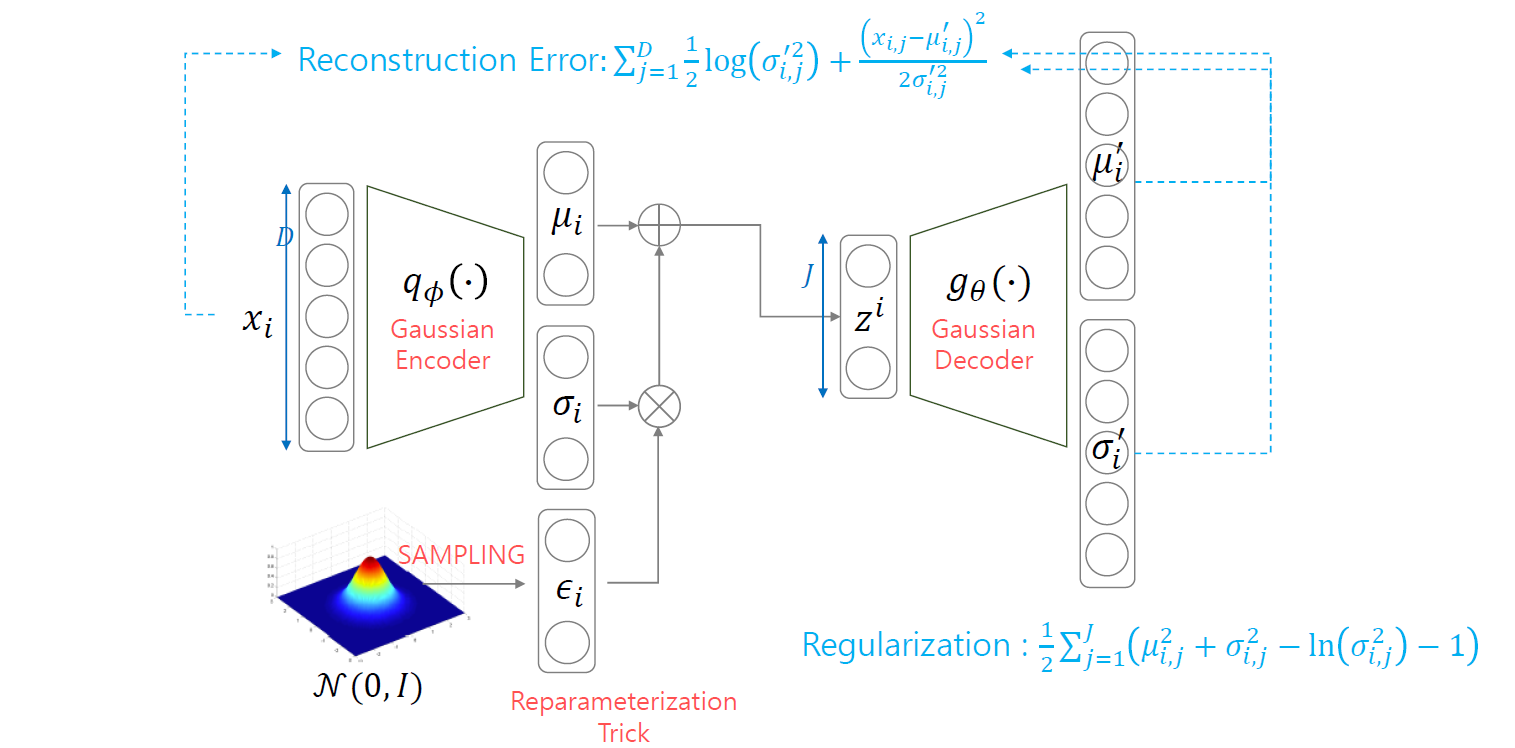 Reconstruction Error: ∑_{j=1}^{D} 1/2 log(σ′²_{i,j}) + (x_{i,j}−μ′_{i,j})² / 2σ′²_{i,j}
D
x_i
q_ϕ(·)
Gaussian
Encoder
μ_i
σ_i
J
z^i
g_θ(·)
Gaussian
Decoder
μ′_i
σ′_i
SAMPLING
ϵ_i
𝒩(0, I)
Reparameterization
Trick
Regularization : 1/2 ∑_{j=1}^{J} (μ²_{i,j} + σ²_{i,j} − ln(σ²_{i,j}) − 1)